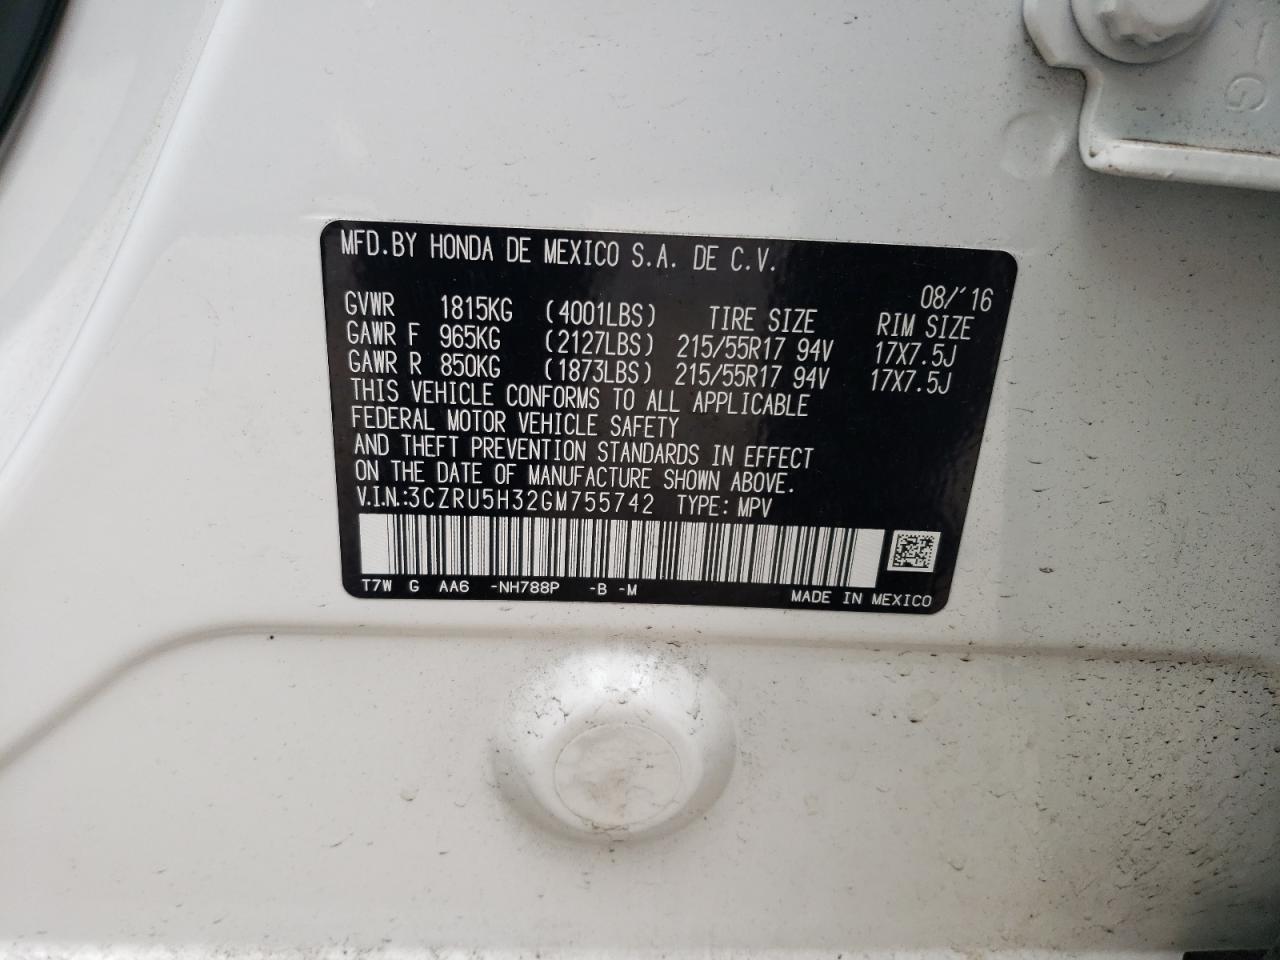 MFD.BY HONDA DE MEXICO S.A. DE C.V.
08/'16
GVWR 1815KG (4001LBS) TIRE SIZE RIM SIZE
GAWR F 965KG (2127LBS) 215/55R17 94V 17X7.5J
GAWR R 850KG (1873LBS) 215/55R17 94V 17X7.5J
THIS VEHICLE CONFORMS TO ALL APPLICABLE
FEDERAL MOTOR VEHICLE SAFETY
AND THEFT PREVENTION STANDARDS IN EFFECT
ON THE DATE OF MANUFACTURE SHOWN ABOVE.
V.I.N.:3CZRU5H32GM755742 TYPE: MPV
T7W G AA6 -NH788P -B -M MADE IN MEXICO
G